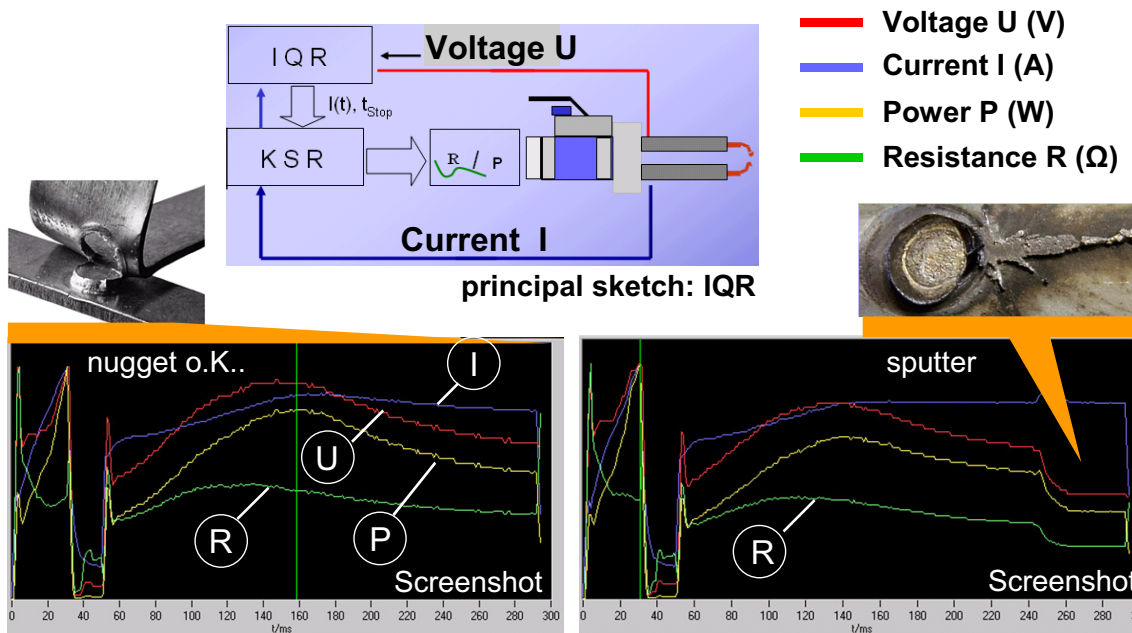 Voltage U
I Q R
I(t), tStop
K S R
R / P
Current I
principal sketch: IQR
Voltage U (V)
Current I (A)
Power P (W)
Resistance R (Ω)
nugget o.K..
I
U
R
P
Screenshot
0 20 40 60 80 100 120 140 160 180 200 220 240 260 280 300
t/ms
sputter
R
Screenshot
0 20 40 60 80 100 120 140 160 180 200 220 240 260 280
t/ms